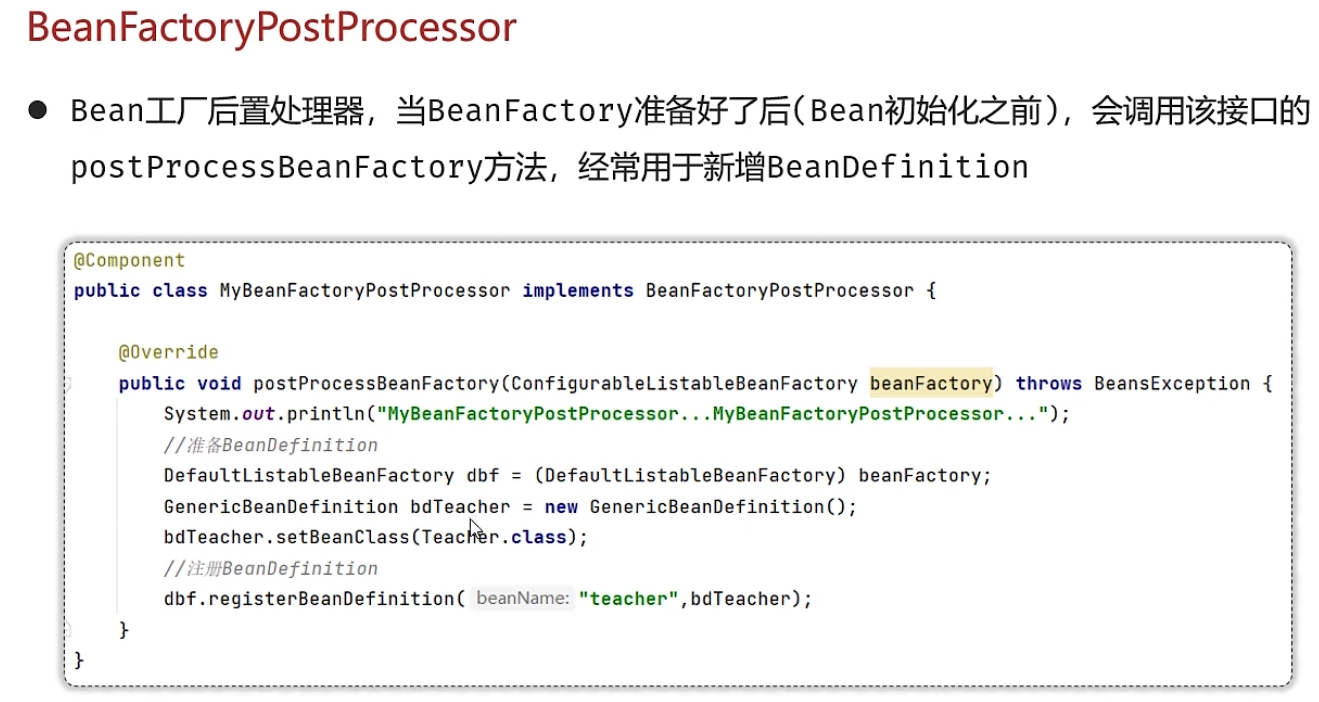 BeanFactoryPostProcessor
● Bean工厂后置处理器，当BeanFactory准备好了后(Bean初始化之前)，会调用该接口的
postProcessBeanFactory方法，经常用于新增BeanDefinition
@Component
public class MyBeanFactoryPostProcessor implements BeanFactoryPostProcessor {
@Override
public void postProcessBeanFactory(ConfigurableListableBeanFactory beanFactory) throws BeansException {
System.out.println("MyBeanFactoryPostProcessor...MyBeanFactoryPostProcessor...");
//准备BeanDefinition
DefaultListableBeanFactory dbf = (DefaultListableBeanFactory) beanFactory;
GenericBeanDefinition bdTeacher = new GenericBeanDefinition();
bdTeacher.setBeanClass(Teacher.class);
//注册BeanDefinition
dbf.registerBeanDefinition( beanName: "teacher",bdTeacher);
}
}